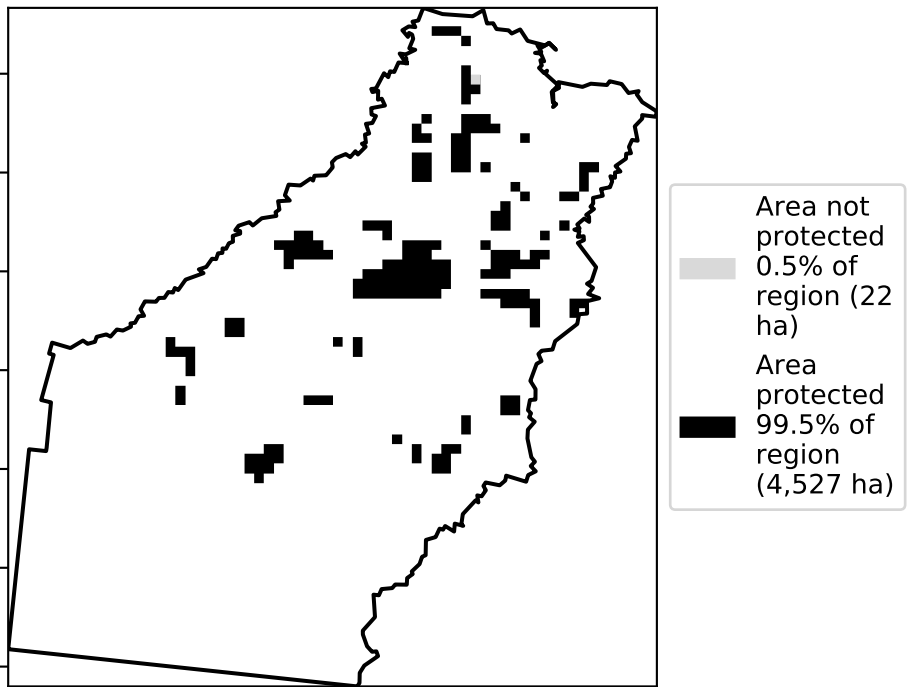 Area not
protected
0.5% of
region (22
ha)
Area
protected
99.5% of
region
(4,527 ha)